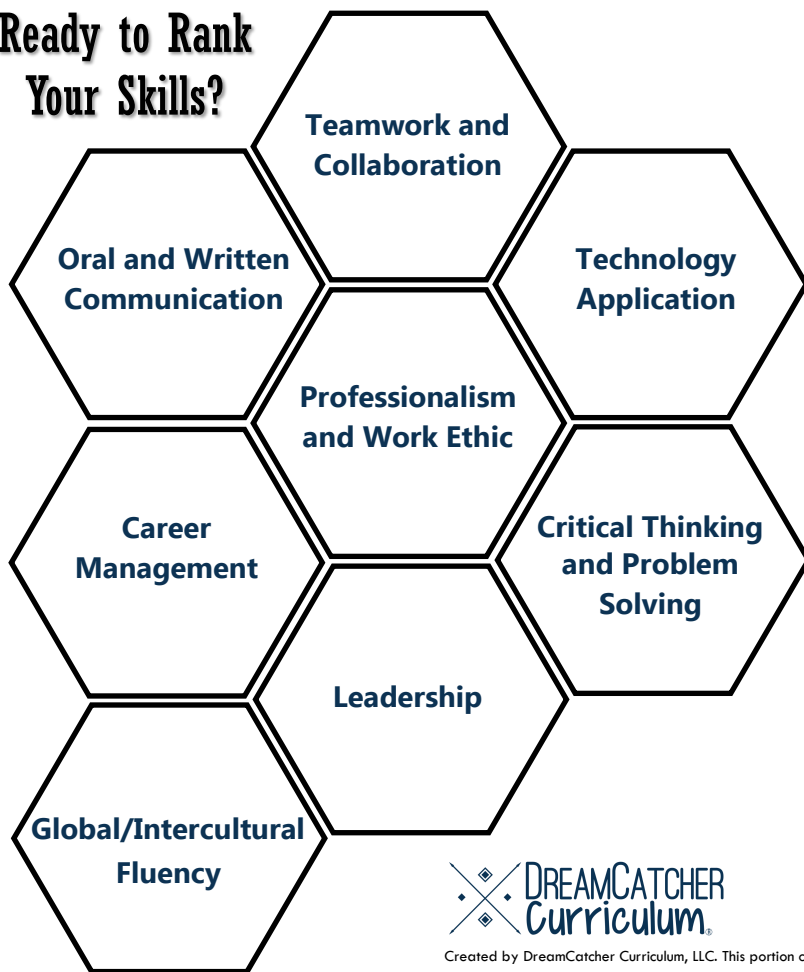 Ready to Rank
Your Skills?
Teamwork and
Collaboration
Oral and Written
Communication
Technology
Application
Professionalism
and Work Ethic
Career
Management
Critical Thinking
and Problem
Solving
Leadership
Global/Intercultural
Fluency
DREAMCATCHER
Curriculum®
Created by DreamCatcher Curriculum, LLC. This portion